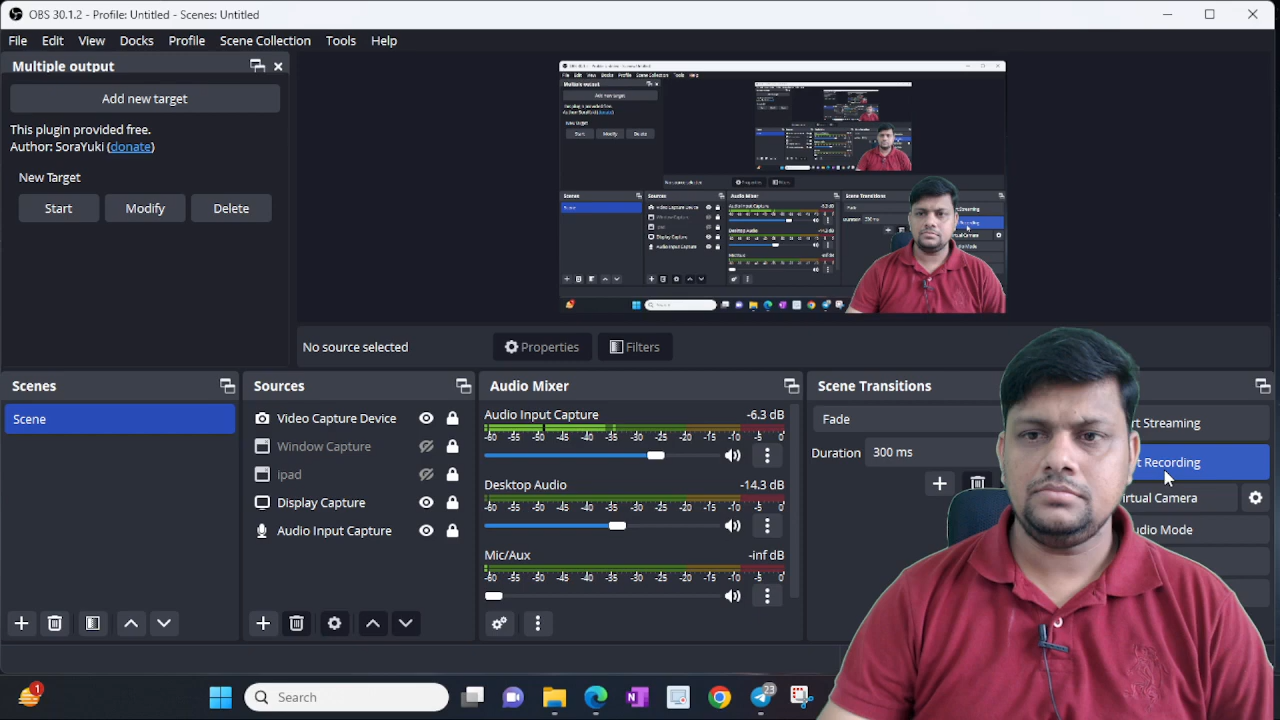 OBS 30.1.2 - Profile: Untitled - Scenes: Untitled
File Edit View Docks Profile Scene Collection Tools Help
Multiple output
Add new target
This plugin provided free.
Author: SoraYuki (donate)
New Target
Start Modify Delete
No source selected
Properties
Filters
Scenes
Scene
Sources
Video Capture Device
Window Capture
ipad
Display Capture
Audio Input Capture
Audio Mixer
Audio Input Capture -6.3 dB
-60 -55 -50 -45 -40 -35 -30 -25 -20 -15 -10 -5 0
Desktop Audio -14.3 dB
-60 -55 -50 -45 -40 -35 -30 -25 -20 -15 -10 -5 0
Mic/Aux -inf dB
-60 -55 -50 -45 -40 -35 -30 -25 -20 -15 -10 -5 0
Scene Transitions
Fade
Duration 300 ms
rt Streaming
t Recording
irtual Camera
udio Mode
1
Search
23